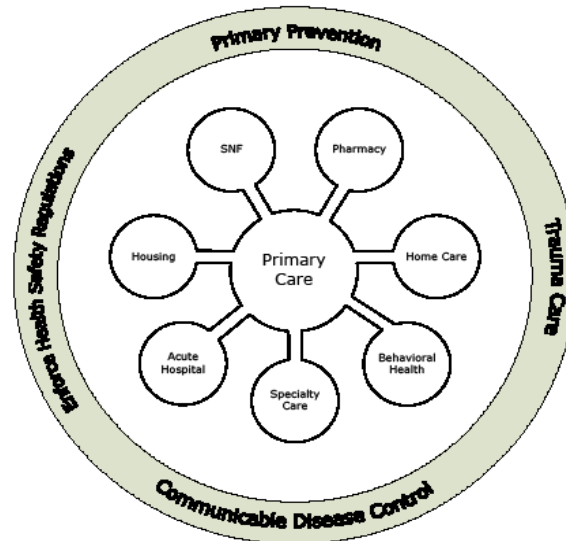 Primary Prevention
SNF
Pharmacy
Enforce Health Safety Regulations
Housing
Primary
Care
Home Care
Trauma Care
Acute
Hospital
Behavioral
Health
Specialty
Care
Communicable Disease Control